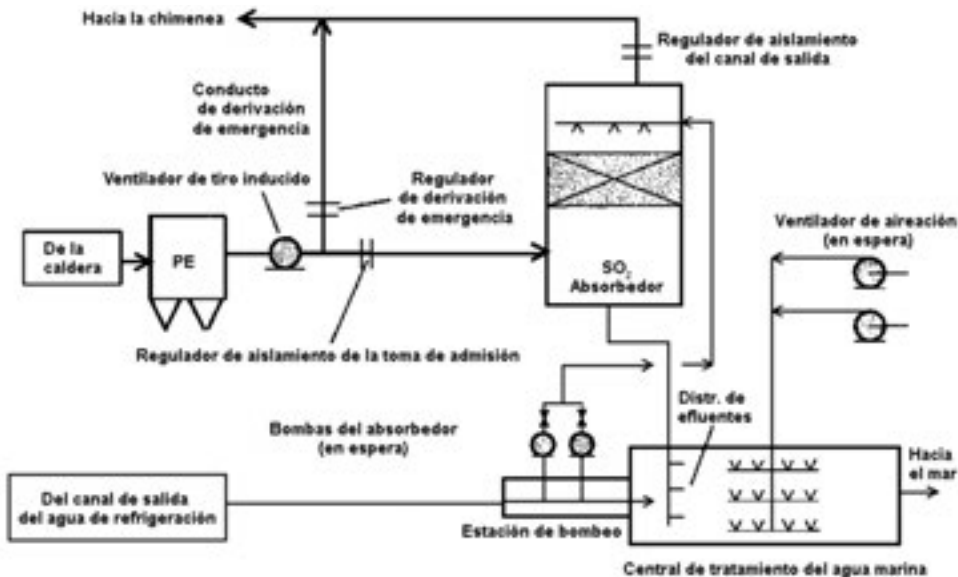 Hacia la chimenea
Regulador de aislamiento
del canal de salida
Conducto
de derivación
de emergencia
Ventilador de tiro inducido
Regulador
de derivación
de emergencia
Ventilador de aireación
(en espera)
De la
caldera
PE
SO2
Absorbedor
Regulador de aislamiento de la toma de admisión
Distr. de
efluentes
Bombas del absorbedor
(en espera)
Hacia
el mar
Del canal de salida
del agua de refrigeración
Estación de bombeo
Central de tratamiento del agua marina